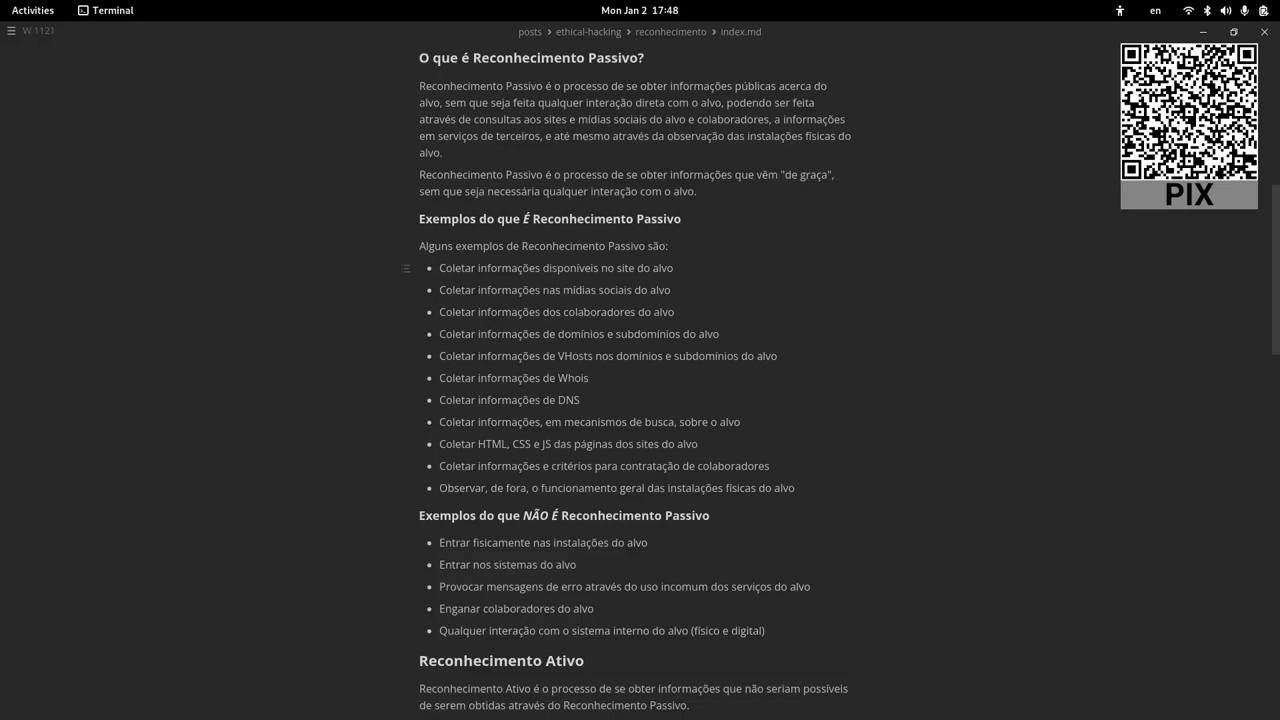 Activities
Terminal
Mon Jan 2 17:48
en
W 1121
posts › ethical-hacking › reconhecimento › index.md
O que é Reconhecimento Passivo?
Reconhecimento Passivo é o processo de se obter informações públicas acerca do
alvo, sem que seja feita qualquer interação direta com o alvo, podendo ser feita
através de consultas aos sites e mídias sociais do alvo e colaboradores, a informações
em serviços de terceiros, e até mesmo através da observação das instalações físicas do
alvo.
Reconhecimento Passivo é o processo de se obter informações que vêm "de graça",
sem que seja necessária qualquer interação com o alvo.
PIX
Exemplos do que É Reconhecimento Passivo
Alguns exemplos de Reconhecimento Passivo são:
• Coletar informações disponíveis no site do alvo
• Coletar informações nas mídias sociais do alvo
• Coletar informações dos colaboradores do alvo
• Coletar informações de domínios e subdomínios do alvo
• Coletar informações de VHosts nos domínios e subdomínios do alvo
• Coletar informações de Whois
• Coletar informações de DNS
• Coletar informações, em mecanismos de busca, sobre o alvo
• Coletar HTML, CSS e JS das páginas dos sites do alvo
• Coletar informações e critérios para contratação de colaboradores
• Observar, de fora, o funcionamento geral das instalações físicas do alvo
Exemplos do que NÃO É Reconhecimento Passivo
• Entrar fisicamente nas instalações do alvo
• Entrar nos sistemas do alvo
• Provocar mensagens de erro através do uso incomum dos serviços do alvo
• Enganar colaboradores do alvo
• Qualquer interação com o sistema interno do alvo (físico e digital)
Reconhecimento Ativo
Reconhecimento Ativo é o processo de se obter informações que não seriam possíveis
de serem obtidas através do Reconhecimento Passivo.